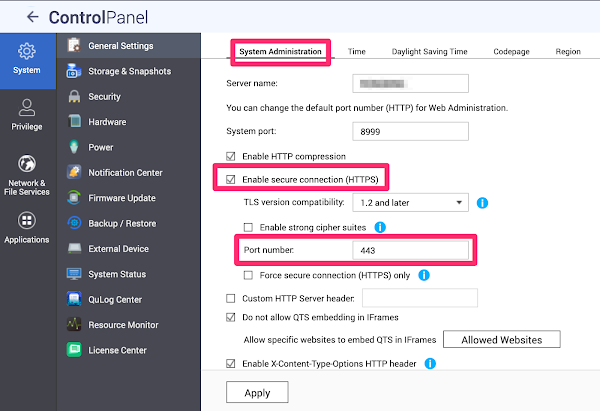 ControlPanel
System
Privilege
Network &
File Services
Applications
General Settings
Storage & Snapshots
Security
Hardware
Power
Notification Center
Firmware Update
Backup / Restore
External Device
System Status
QuLog Center
Resource Monitor
License Center
System Administration
Time
Daylight Saving Time
Codepage
Region
Server name:
You can change the default port number (HTTP) for Web Administration.
System port: 8999
Enable HTTP compression
Enable secure connection (HTTPS)
TLS version compatibility: 1.2 and later
Enable strong cipher suites
Port number: 443
Force secure connection (HTTPS) only
Custom HTTP Server header:
Do not allow QTS embedding in IFrames
Allow specific websites to embed QTS in IFrames Allowed Websites
Enable X-Content-Type-Options HTTP header
Apply